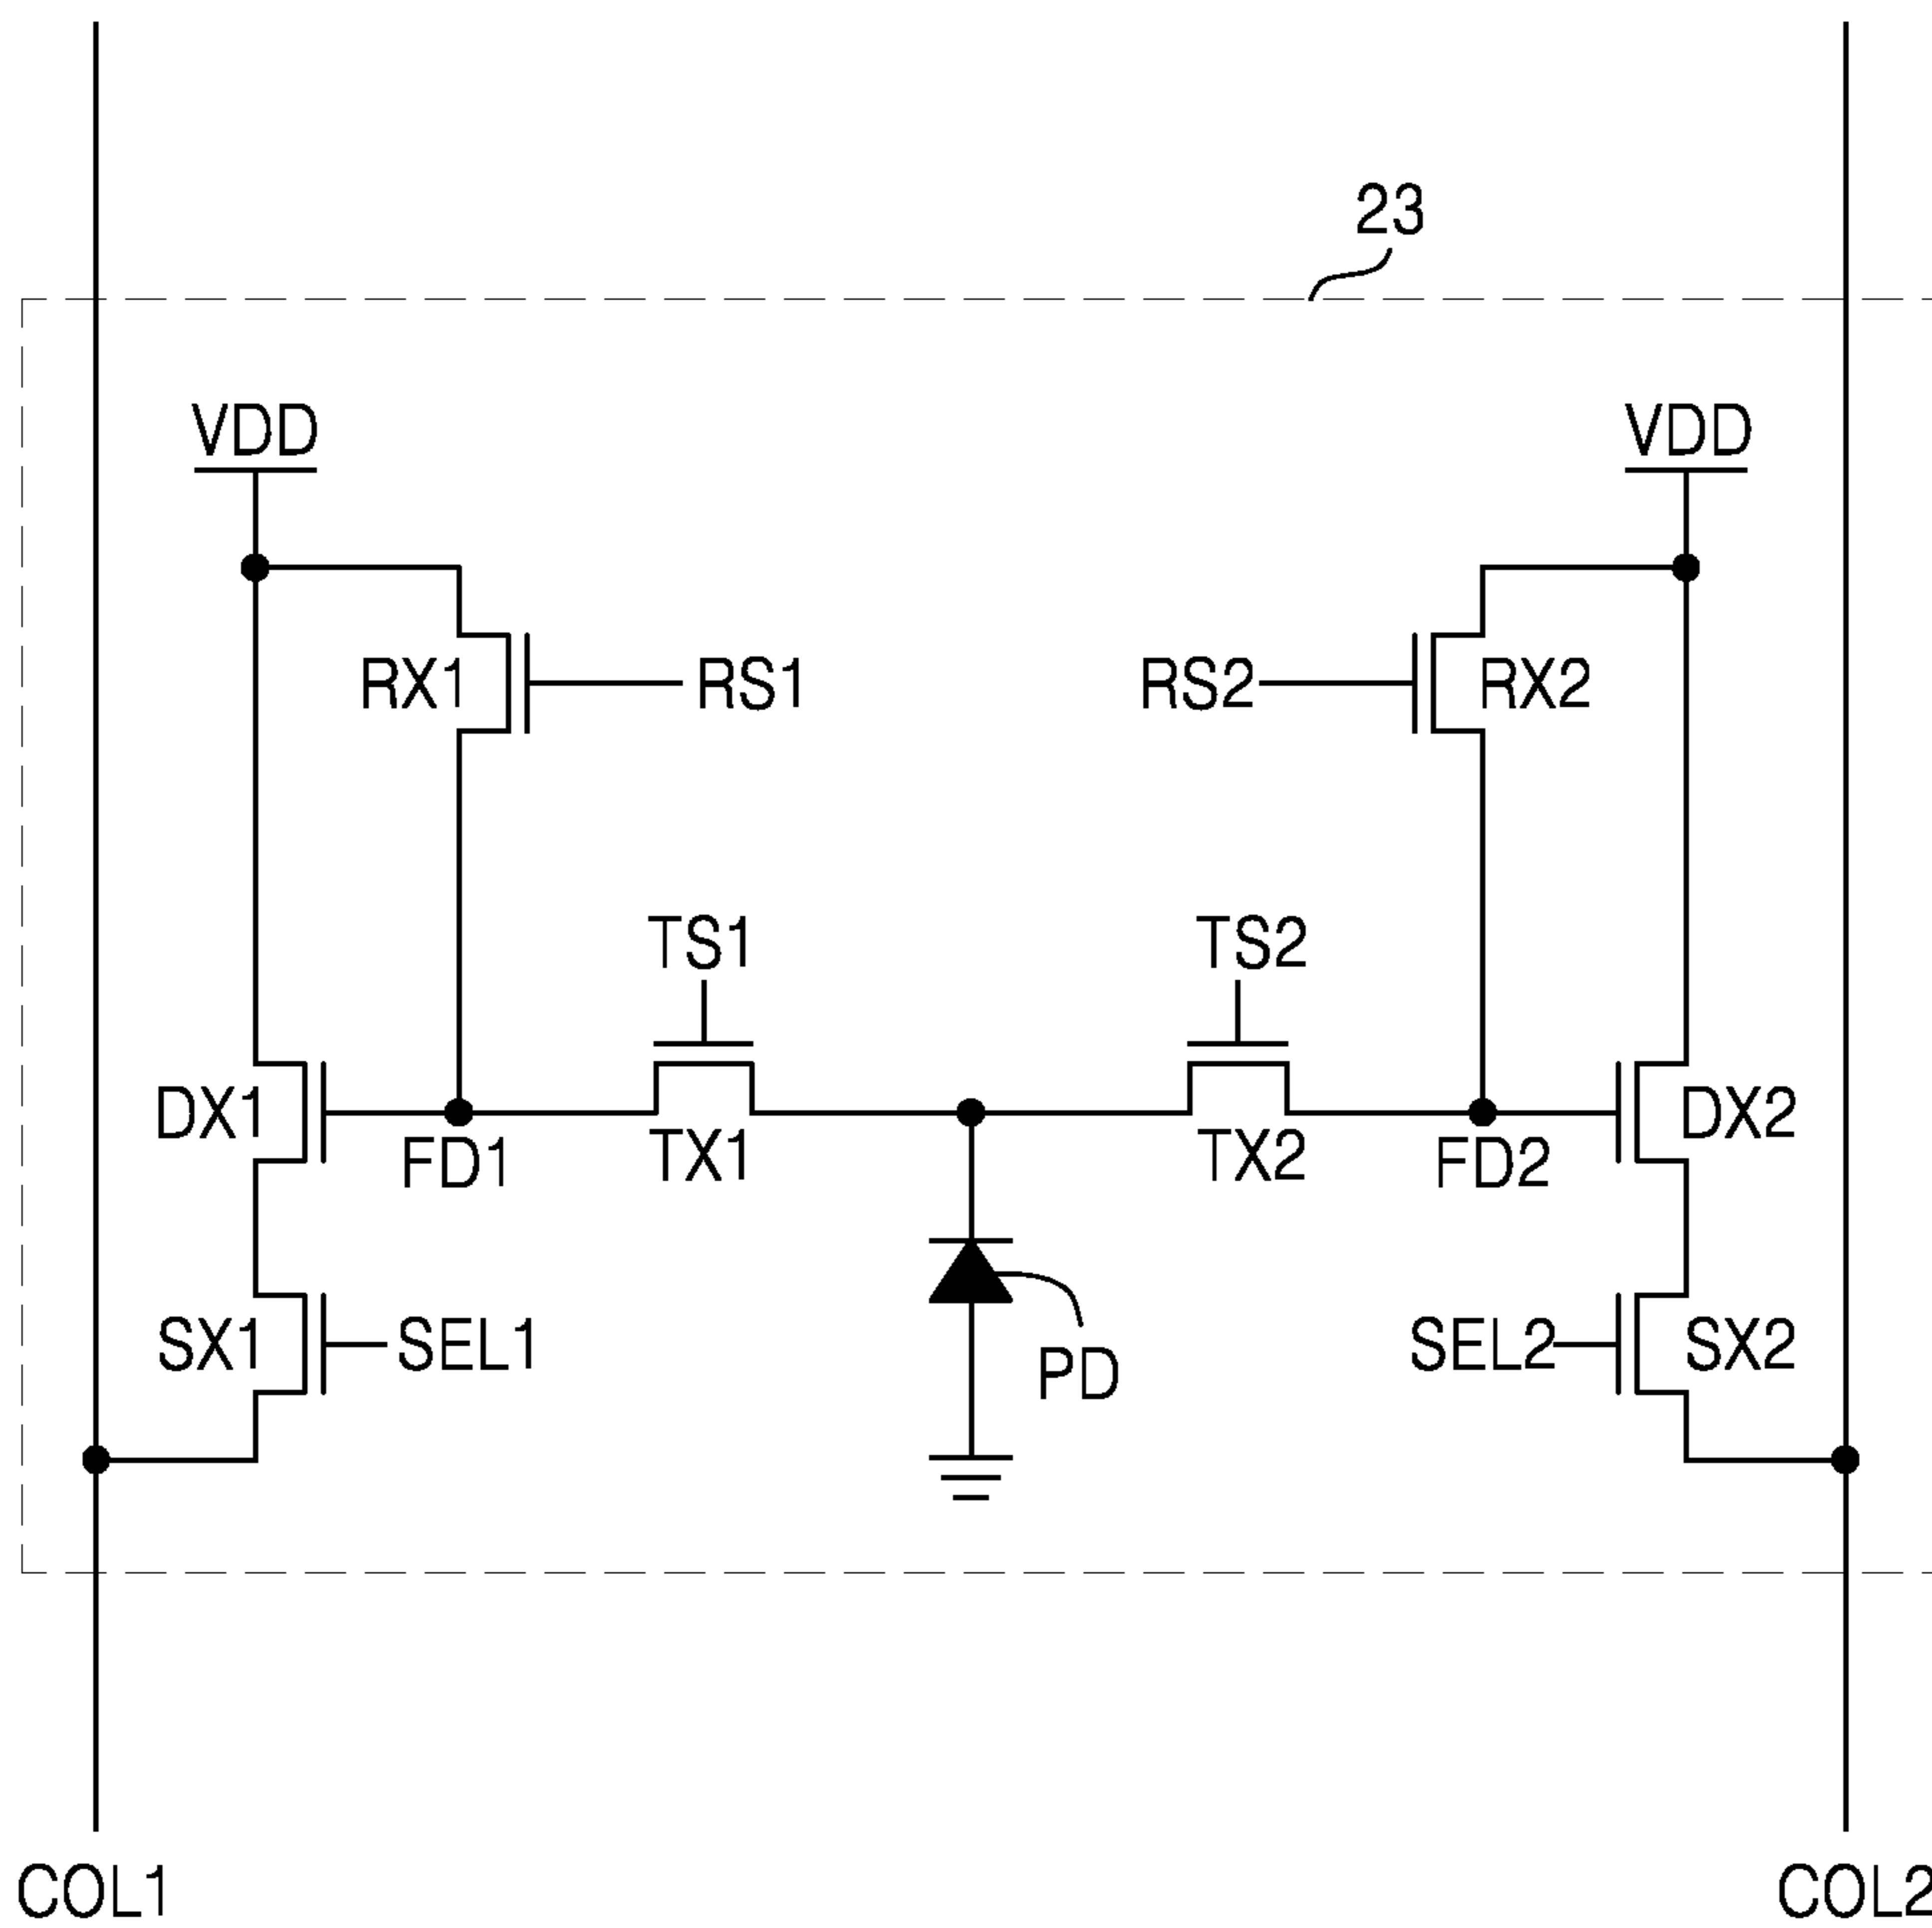 23
VDD VDD
RX1 RS1 RS2 RX2
TS1 TS2
DX1 FD1 TX1 TX2 FD2 DX2
SX1 SEL1 SEL2 SX2
PD
COL1 COL2